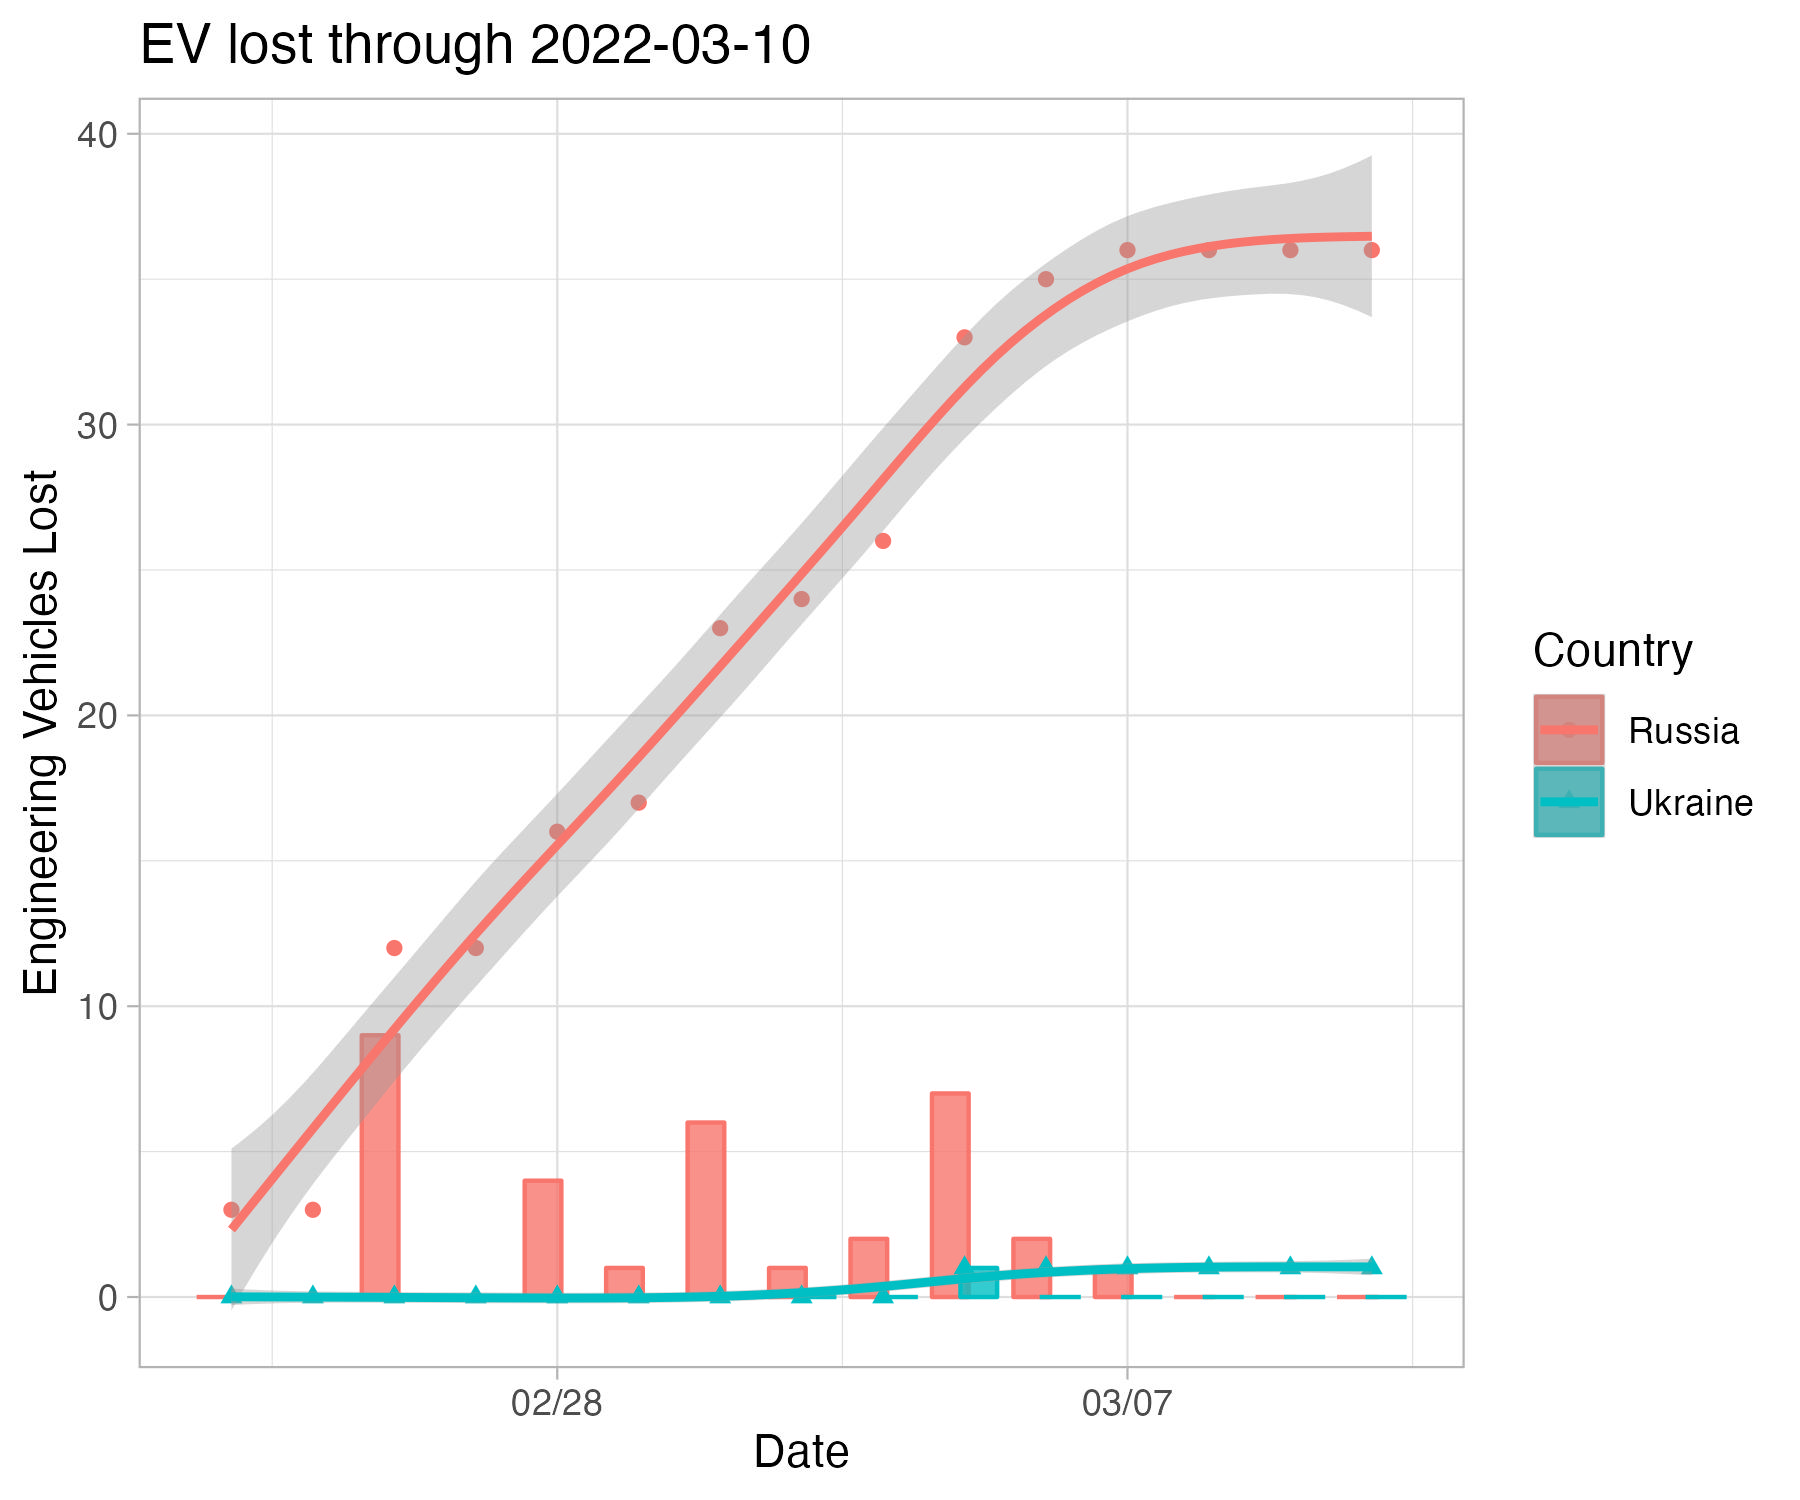 EV lost through 2022-03-10
40
30
20
10
0
Engineering Vehicles Lost
02/28
03/07
Date
Country
Russia
Ukraine